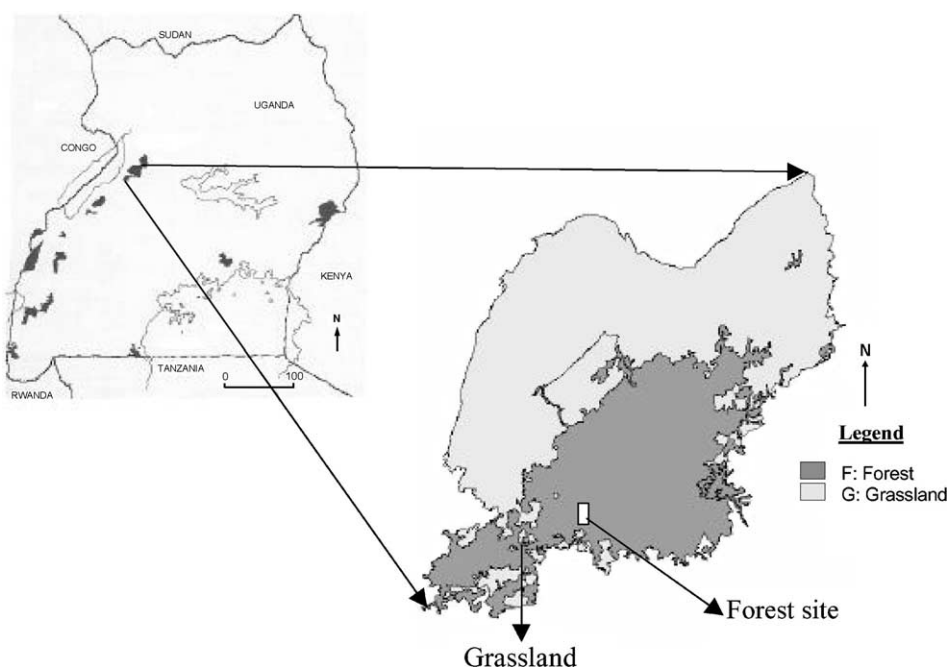 SUDAN
UGANDA
CONGO
KENYA
N
TANZANIA
0 100
RWANDA
N
Legend
F: Forest
G: Grassland
Forest site
Grassland